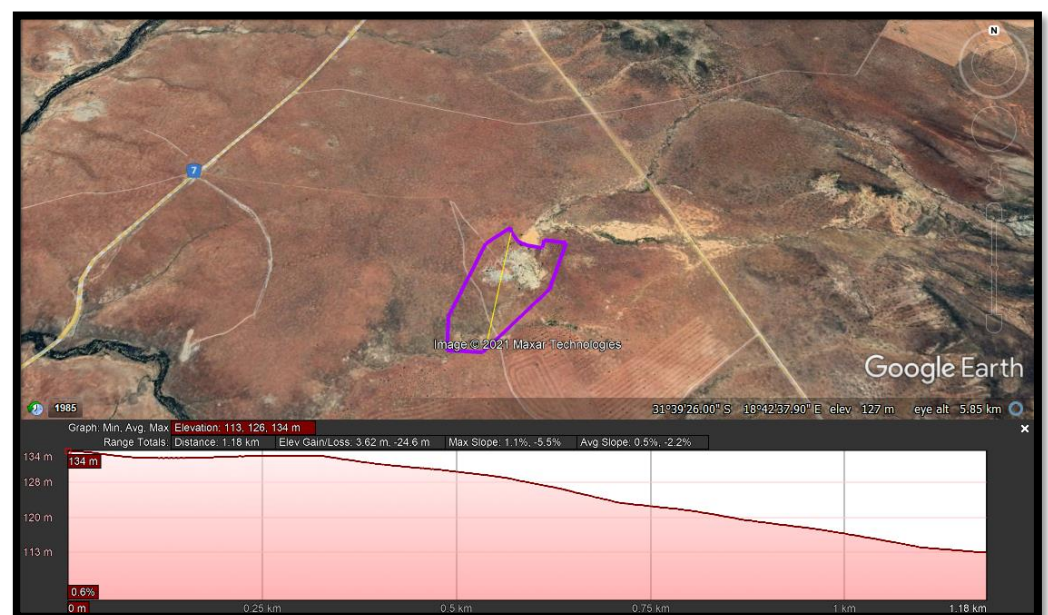 N
7
Image © 2021 Maxar Technologies
Google Earth
1985
31°39'26.00" S 18°42'37.90" E elev 127 m eye alt 5.85 km
Graph: Min, Avg, Max Elevation: 113, 126, 134 m
Range Totals: Distance: 1.18 km Elev Gain/Loss: 3.62 m, -24.6 m Max Slope: 1.1%, -5.5% Avg Slope: 0.5%, -2.2%
134 m
134 m
128 m
120 m
113 m
0.6%
0 m 0.25 km 0.5 km 0.75 km 1 km 1.18 km